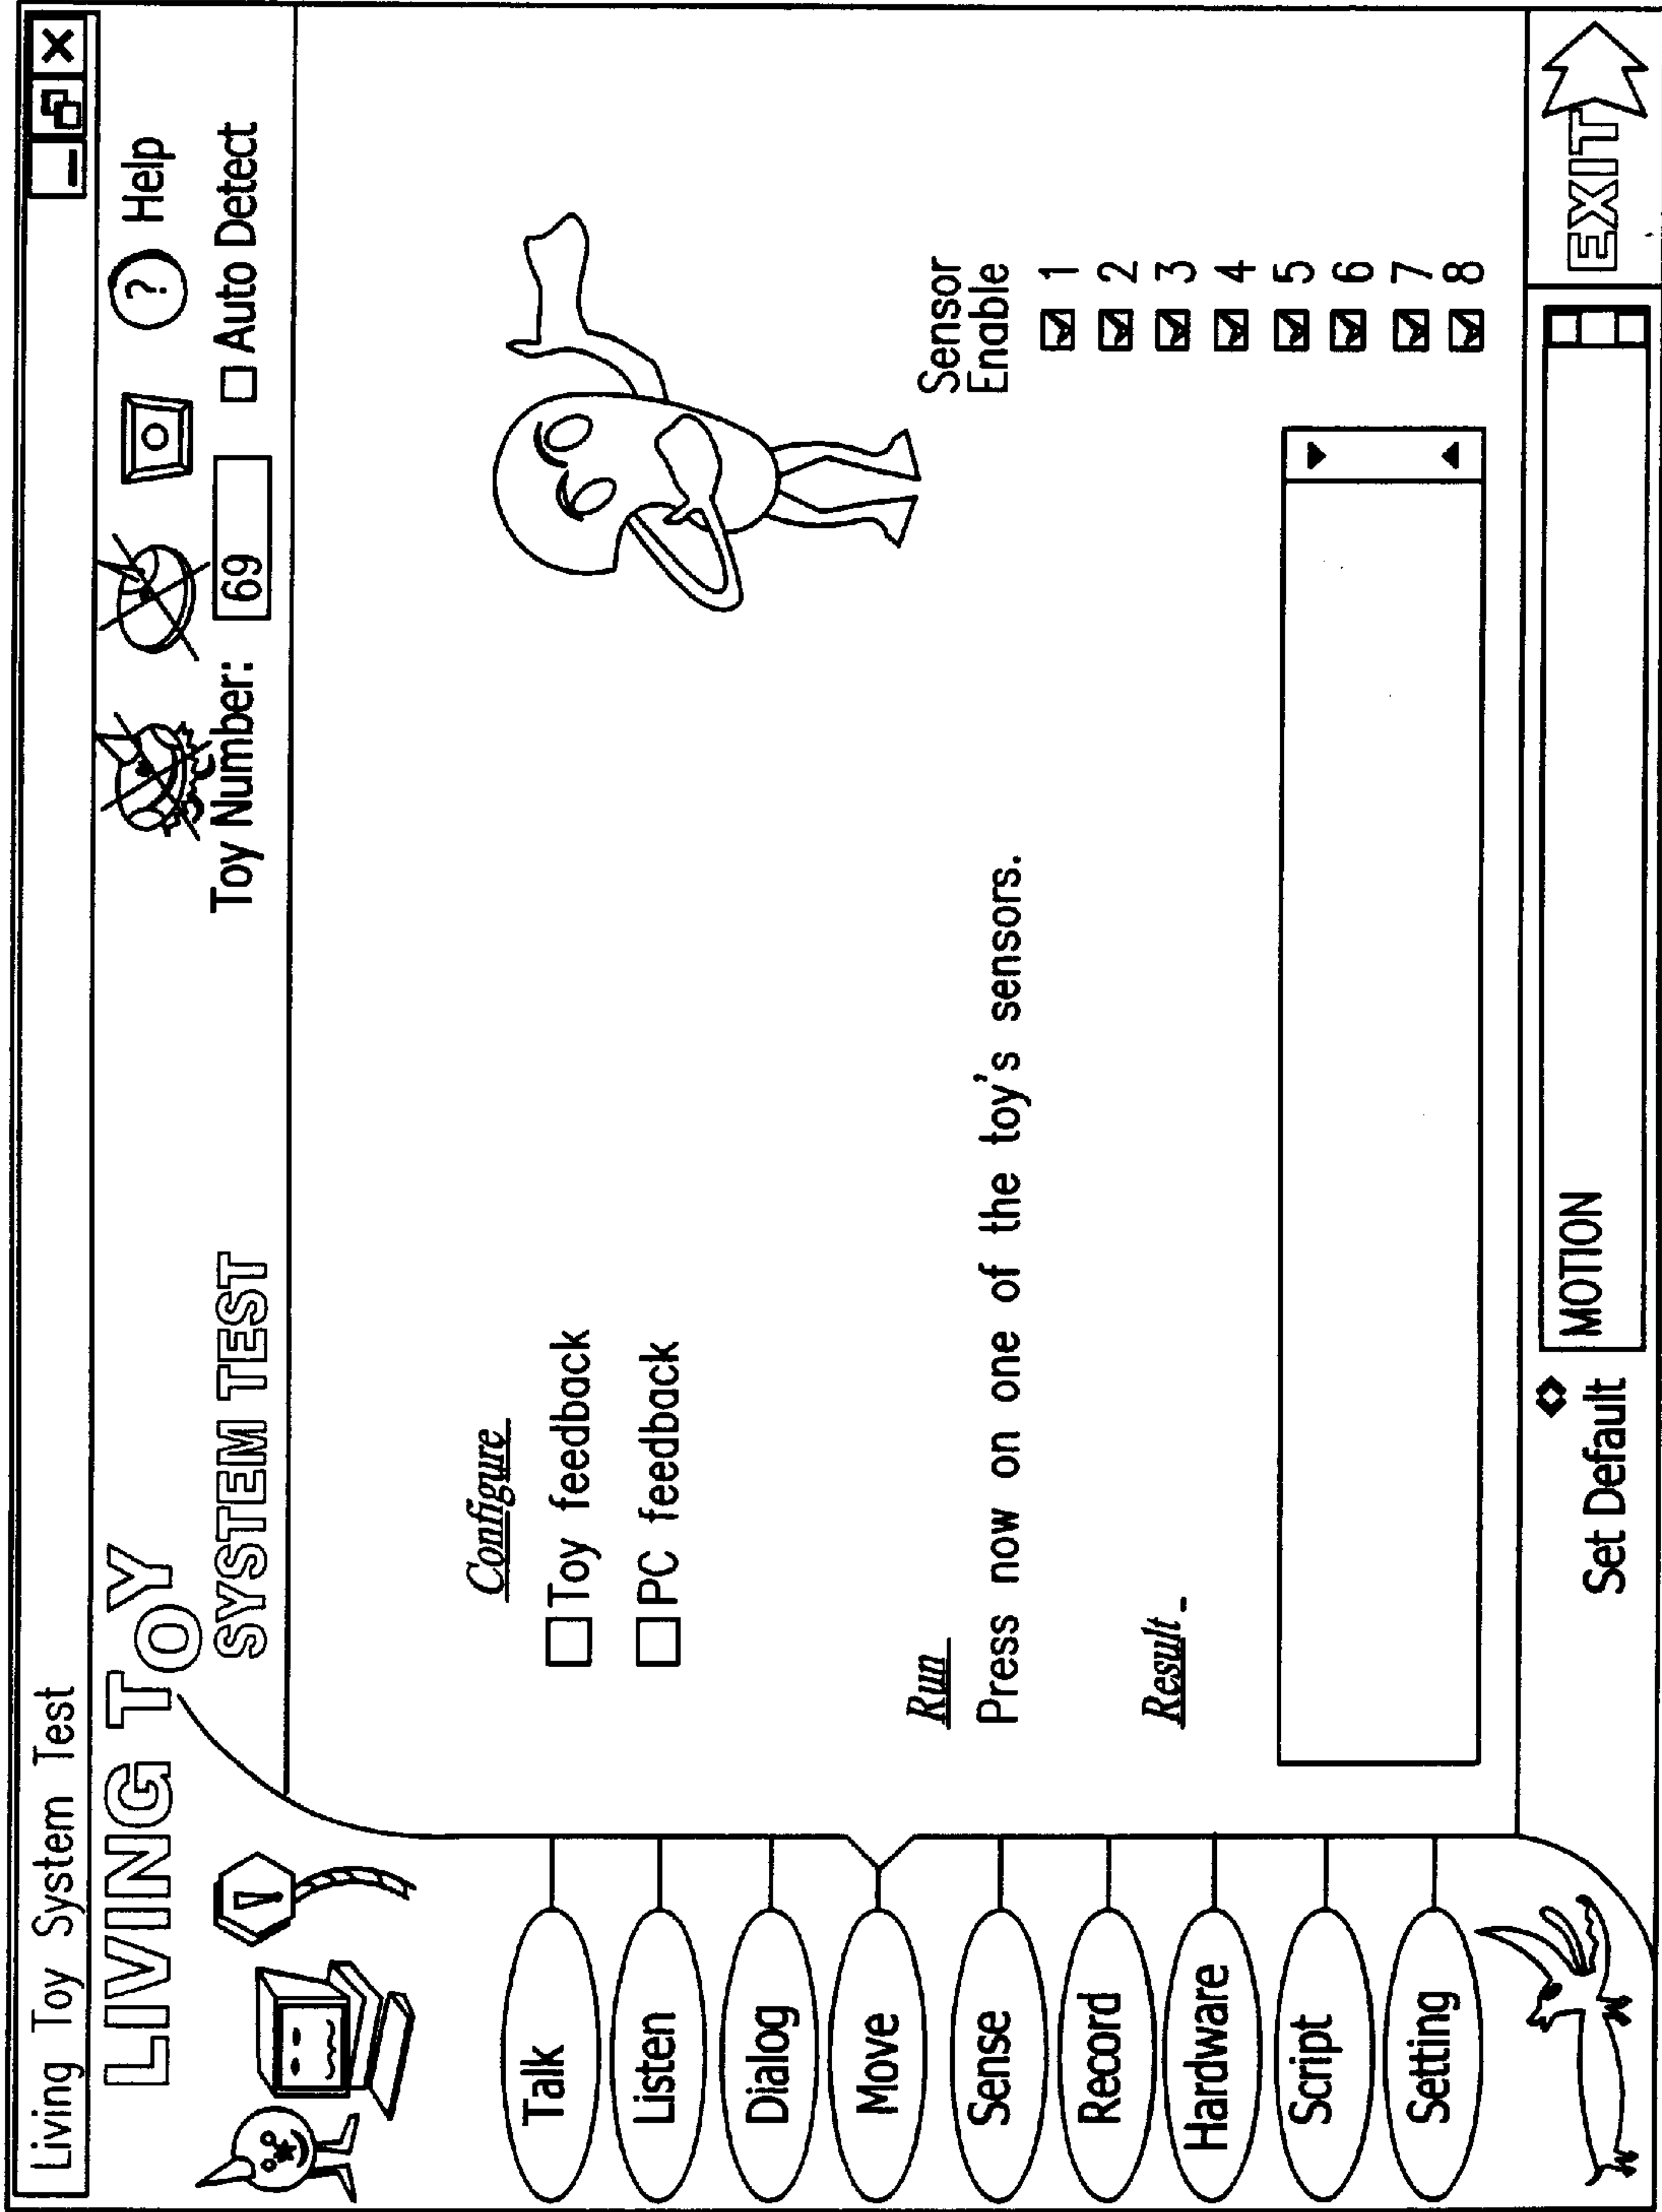 Living Toy System Test
LIVING TOY
? Help
SYSTEM TEST
Toy Number: 69 Auto Detect
Configure
Toy feedback
PC feedback
Run
Press now on one of the toy's sensors.
Result
Sensor
Enable
1
2
3
4
5
6
7
8
Talk
Listen
Dialog
Move
Sense
Record
Hardware
Script
Setting
Set Default
MOTION
EXIT